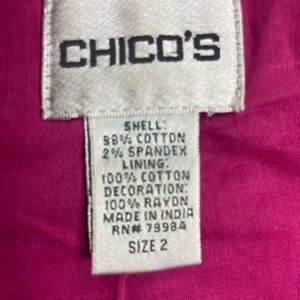 CHICO'S
SHELL:
98% COTTON
2% SPANDEX
LINING:
100% COTTON
DECORATION:
100% RAYON
MADE IN INDIA
RN# 79984
SIZE 2